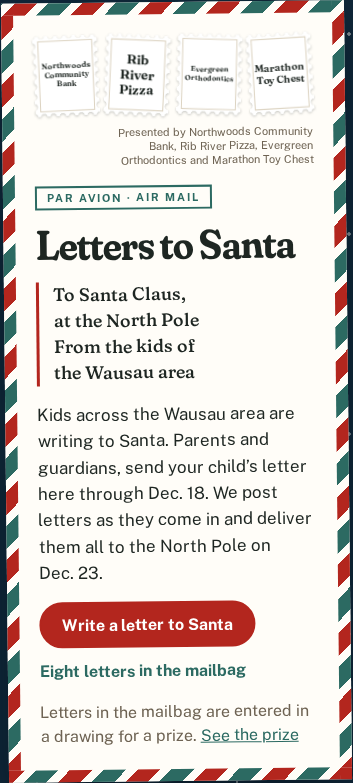 Northwoods
Community
Bank
Rib
River
Pizza
Evergreen
Orthodontics
Marathon
Toy Chest
Presented by Northwoods Community
Bank, Rib River Pizza, Evergreen
Orthodontics and Marathon Toy Chest
PAR AVION · AIR MAIL
Letters to Santa
To Santa Claus,
at the North Pole
From the kids of
the Wausau area
Kids across the Wausau area are
writing to Santa. Parents and
guardians, send your child’s letter
here through Dec. 18. We post
letters as they come in and deliver
them all to the North Pole on
Dec. 23.
Write a letter to Santa
Eight letters in the mailbag
Letters in the mailbag are entered in
a drawing for a prize. See the prize